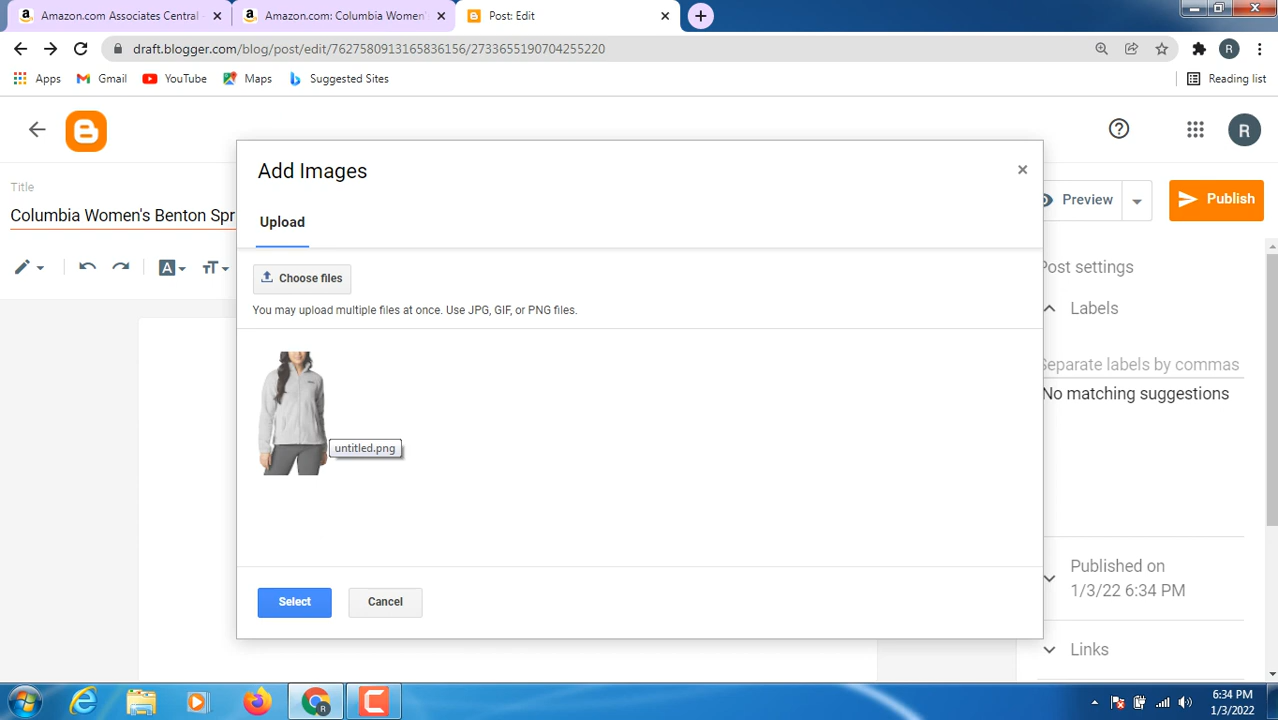 Amazon.com Associates Central -
Amazon.com: Columbia Women's
Post: Edit
draft.blogger.com/blog/post/edit/7627580913165836156/2733655190704255220
R
Apps
Gmail
YouTube
Maps
Suggested Sites
Reading list
R
Add Images
Title
Columbia Women's Benton Spr
Upload
Preview
Publish
Choose files
You may upload multiple files at once. Use JPG, GIF, or PNG files.
Post settings
Labels
Separate labels by commas
No matching suggestions
untitled.png
Published on
1/3/22 6:34 PM
Select
Cancel
Links
6:34 PM
1/3/2022